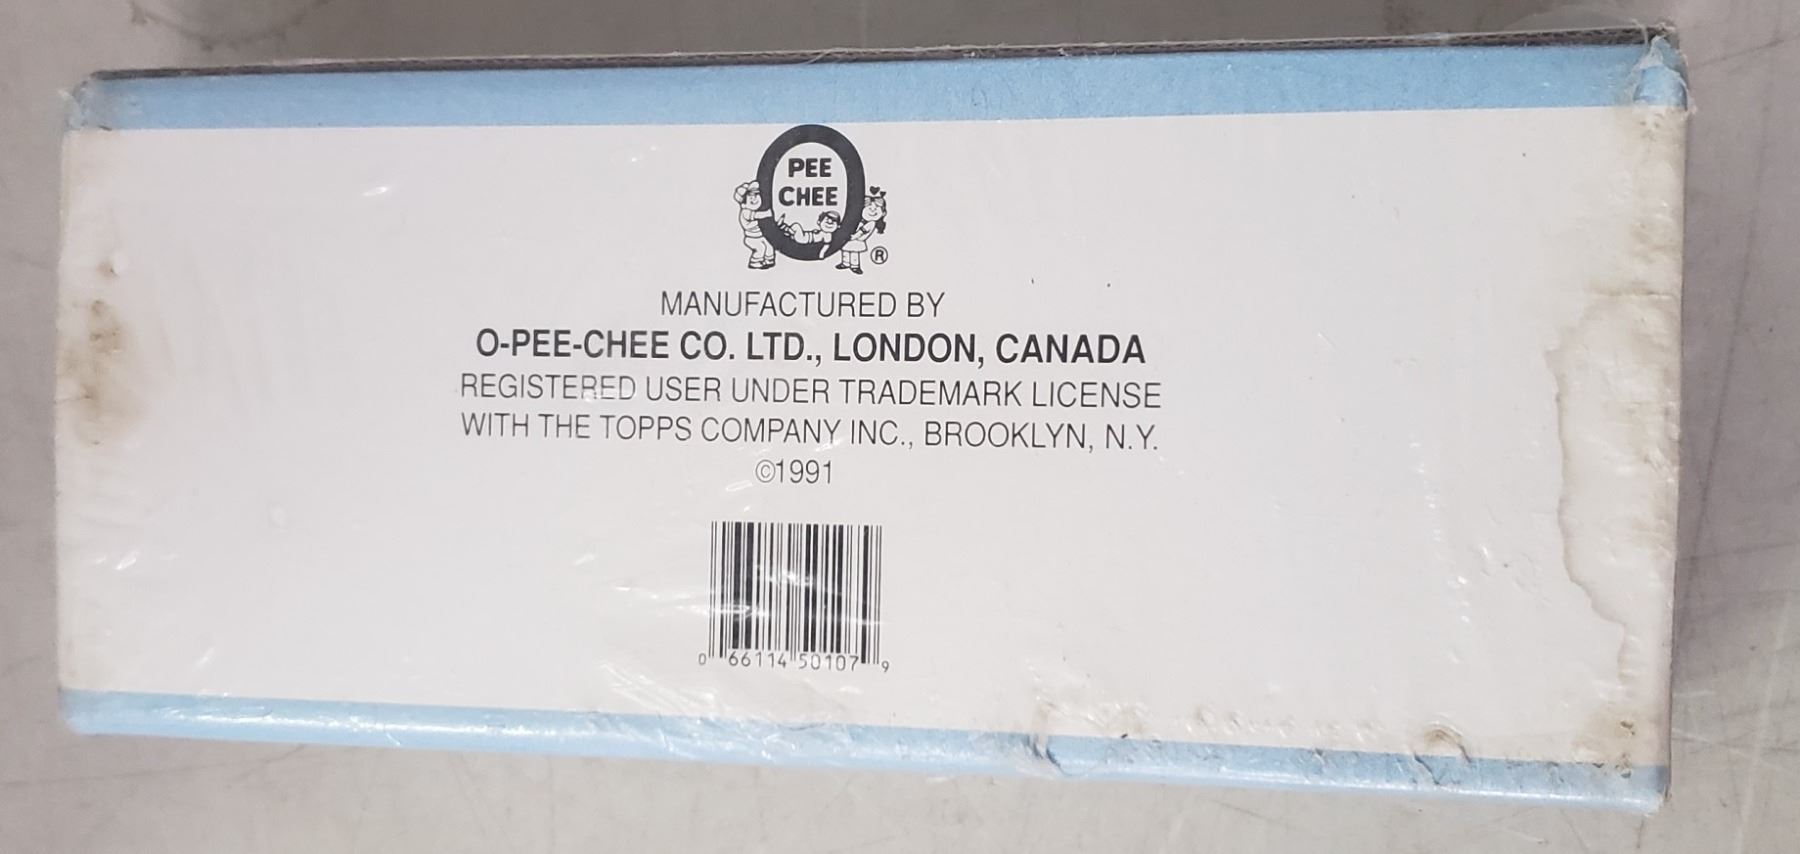 PEE
CHEE
®
MANUFACTURED BY
O-PEE-CHEE CO. LTD., LONDON, CANADA
REGISTERED USER UNDER TRADEMARK LICENSE
WITH THE TOPPS COMPANY INC., BROOKLYN, N.Y.
©1991
0 66114 50107 9